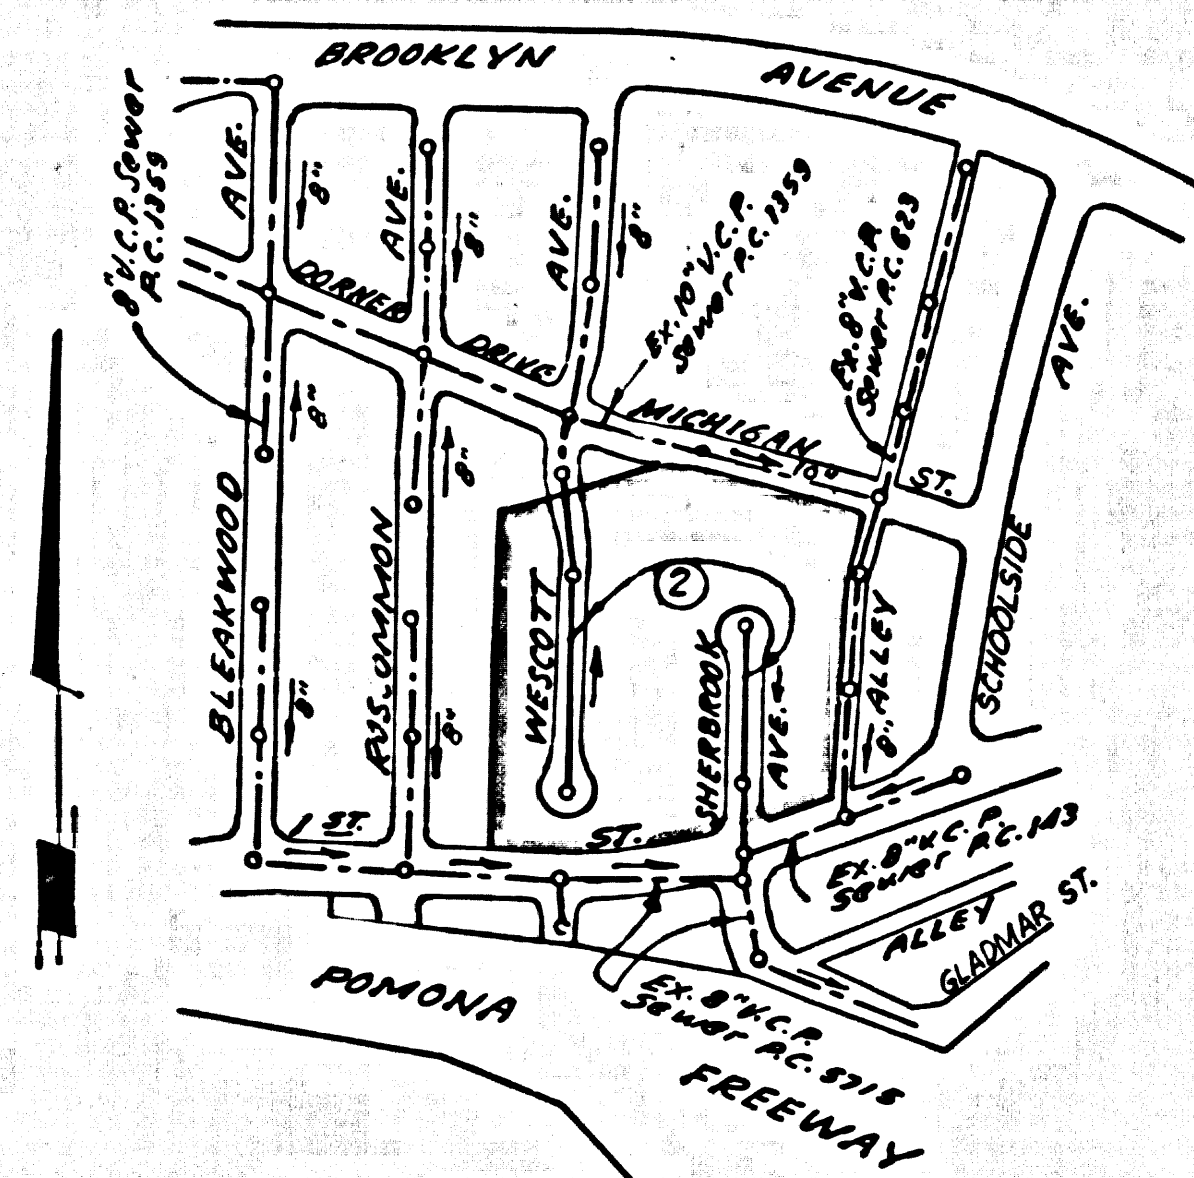 BROOKLYN AVENUE
8" V.C.P. Sewer
P.C. 1359
AVE.
8"
AVE.
8"
AVE.
8"
Ex. 10" V.C.P.
Sewer P.C. 1359
Ex. 8" V.C.P.
Sewer P.C. 623
AVE.
DORNER DRIVE
MICHIGAN ST.
10"
8"
8"
BLEAKWOOD
8"
8"
WESCOTT
2
SHERBROOK AVE.
8" ALLEY
SCHOOLSIDE
ST.
ST.
Ex. 8" V.C.P.
Sewer P.C. 143
ALLEY
GLADMAR ST.
POMONA FREEWAY
Ex. 8" V.C.P.
Sewer P.C. 5715